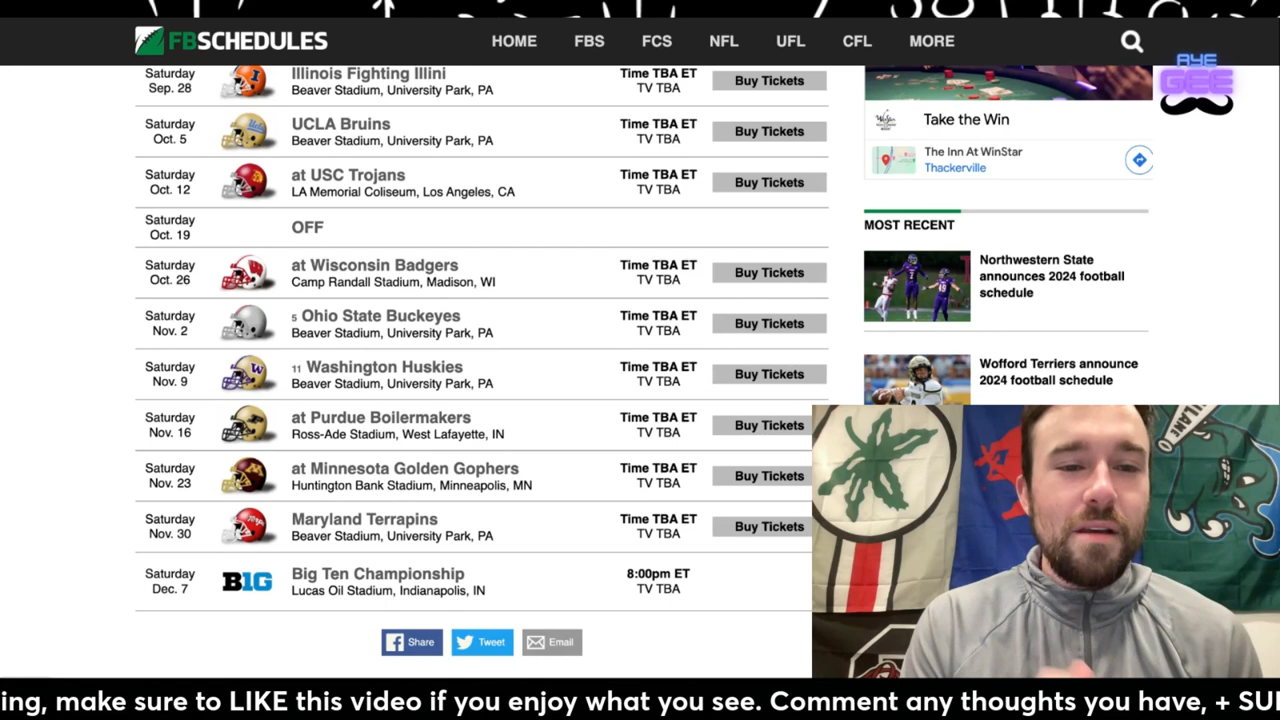 FBSCHEDULES
HOME FBS FCS NFL UFL CFL MORE
AYE
GEE
Saturday
Sep. 28
Illinois Fighting Illini
Beaver Stadium, University Park, PA
Time TBA ET
TV TBA
Buy Tickets
Saturday
Oct. 5
UCLA Bruins
Beaver Stadium, University Park, PA
Time TBA ET
TV TBA
Buy Tickets
Saturday
Oct. 12
at USC Trojans
LA Memorial Coliseum, Los Angeles, CA
Time TBA ET
TV TBA
Buy Tickets
Saturday
Oct. 19
OFF
Saturday
Oct. 26
at Wisconsin Badgers
Camp Randall Stadium, Madison, WI
Time TBA ET
TV TBA
Buy Tickets
Saturday
Nov. 2
5 Ohio State Buckeyes
Beaver Stadium, University Park, PA
Time TBA ET
TV TBA
Buy Tickets
Saturday
Nov. 9
11 Washington Huskies
Beaver Stadium, University Park, PA
Time TBA ET
TV TBA
Buy Tickets
Saturday
Nov. 16
at Purdue Boilermakers
Ross-Ade Stadium, West Lafayette, IN
Time TBA ET
TV TBA
Buy Tickets
Saturday
Nov. 23
at Minnesota Golden Gophers
Huntington Bank Stadium, Minneapolis, MN
Time TBA ET
TV TBA
Buy Tickets
Saturday
Nov. 30
Maryland Terrapins
Beaver Stadium, University Park, PA
Time TBA ET
TV TBA
Buy Tickets
Saturday
Dec. 7
B1G
Big Ten Championship
Lucas Oil Stadium, Indianapolis, IN
8:00pm ET
TV TBA
Share
Tweet
Email
Take the Win
The Inn At WinStar
Thackerville
MOST RECENT
Northwestern State
announces 2024 football
schedule
Wofford Terriers announce
2024 football schedule
ing, make sure to LIKE this video if you enjoy what you see. Comment any thoughts you have, + SU